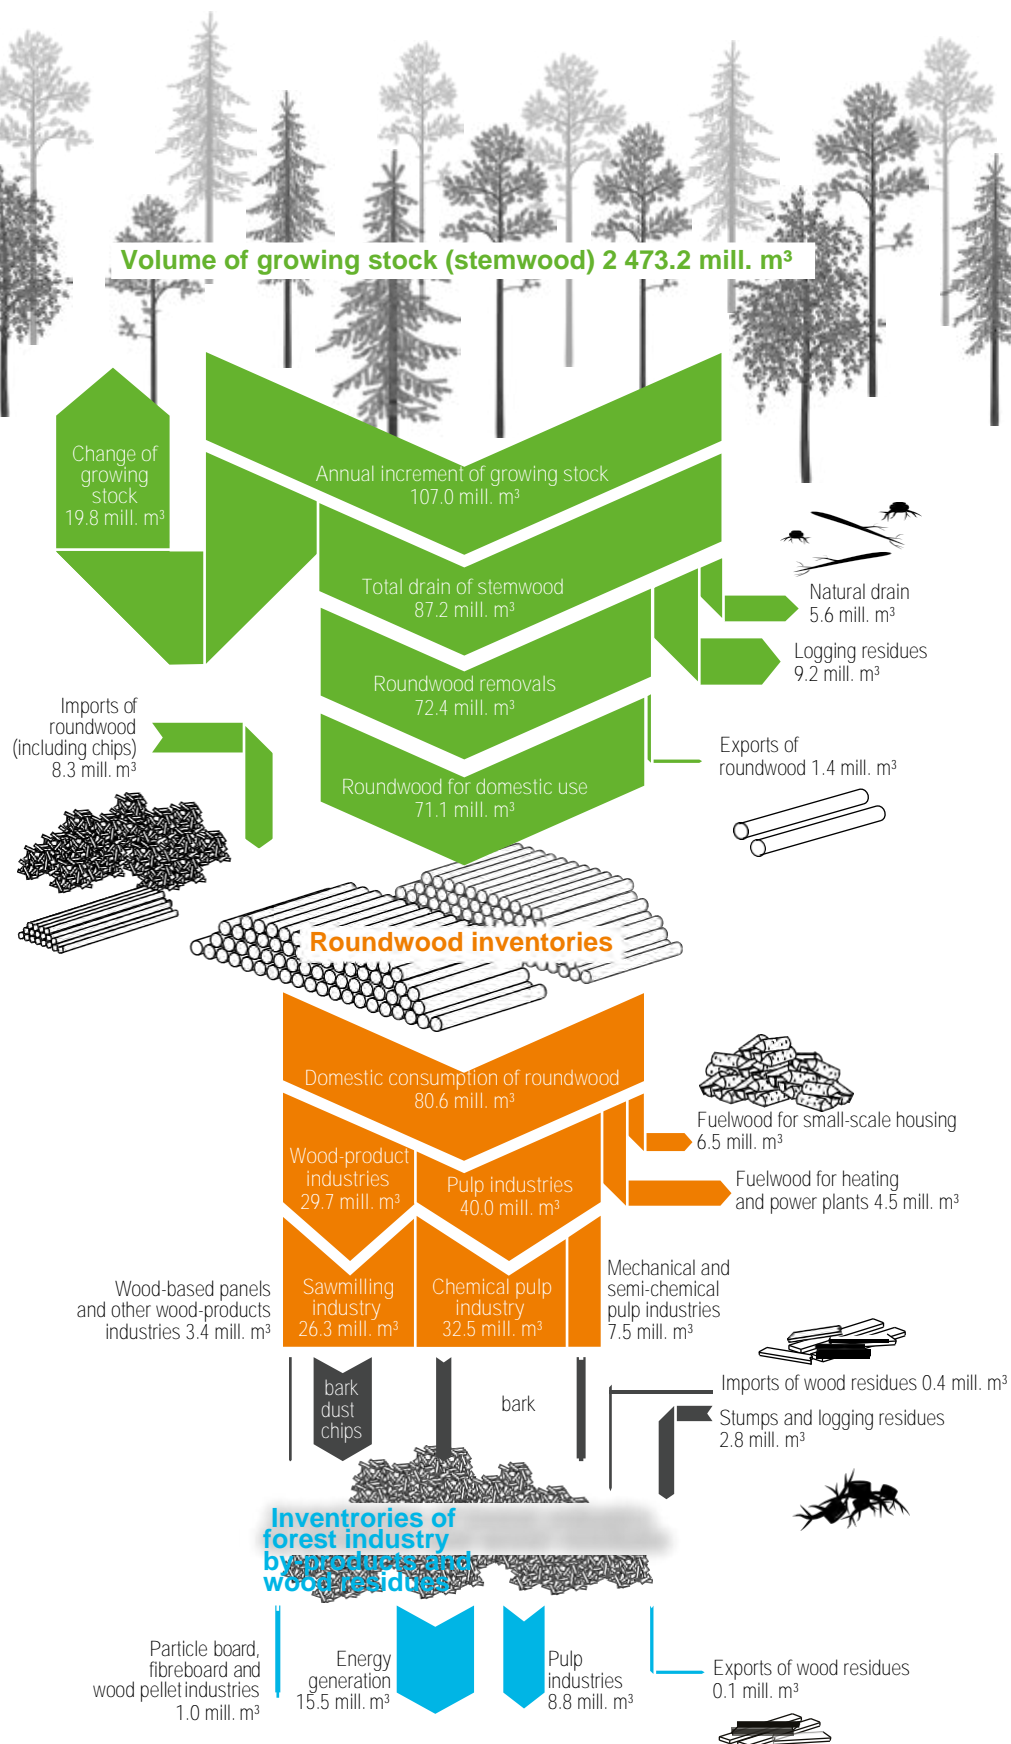 Volume of growing stock (stemwood) 2 473.2 mill. m³
Change of
growing
stock
19.8 mill. m³
Annual increment of growing stock
107.0 mill. m³
Total drain of stemwood
87.2 mill. m³
Natural drain
5.6 mill. m³
Logging residues
9.2 mill. m³
Roundwood removals
72.4 mill. m³
Imports of
roundwood
(including chips)
8.3 mill. m³
Exports of
roundwood 1.4 mill. m³
Roundwood for domestic use
71.1 mill. m³
Roundwood inventories
Domestic consumption of roundwood
80.6 mill. m³
Fuelwood for small-scale housing
6.5 mill. m³
Wood-product
industries
29.7 mill. m³
Pulp industries
40.0 mill. m³
Fuelwood for heating
and power plants 4.5 mill. m³
Wood-based panels
and other wood-products
industries 3.4 mill. m³
Sawmilling
industry
26.3 mill. m³
Chemical pulp
industry
32.5 mill. m³
Mechanical and
semi-chemical
pulp industries
7.5 mill. m³
bark
dust
chips
bark
Imports of wood residues 0.4 mill. m³
Stumps and logging residues
2.8 mill. m³
Inventrories of
forest industry
by-products and
wood residues
Particle board,
fibreboard and
wood pellet industries
1.0 mill. m³
Energy
generation
15.5 mill. m³
Pulp
industries
8.8 mill. m³
Exports of wood residues
0.1 mill. m³